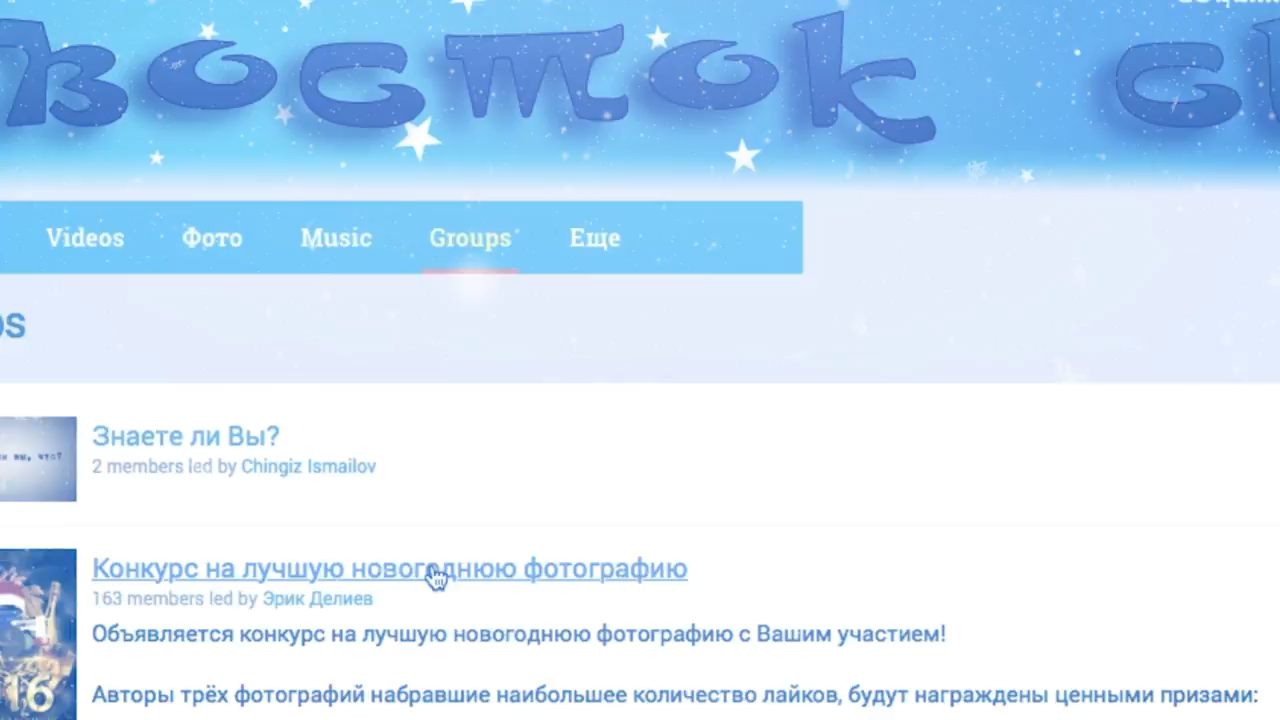 восток
Videos Фото Music Groups Еще
Знаете ли Вы?
2 members led by Chingiz Ismailov
Конкурс на лучшую новогоднюю фотографию
163 members led by Эрик Делиев
Объявляется конкурс на лучшую новогоднюю фотографию с Вашим участием!
Авторы трёх фотографий набравшие наибольшее количество лайков, будут награждены ценными призами:
16